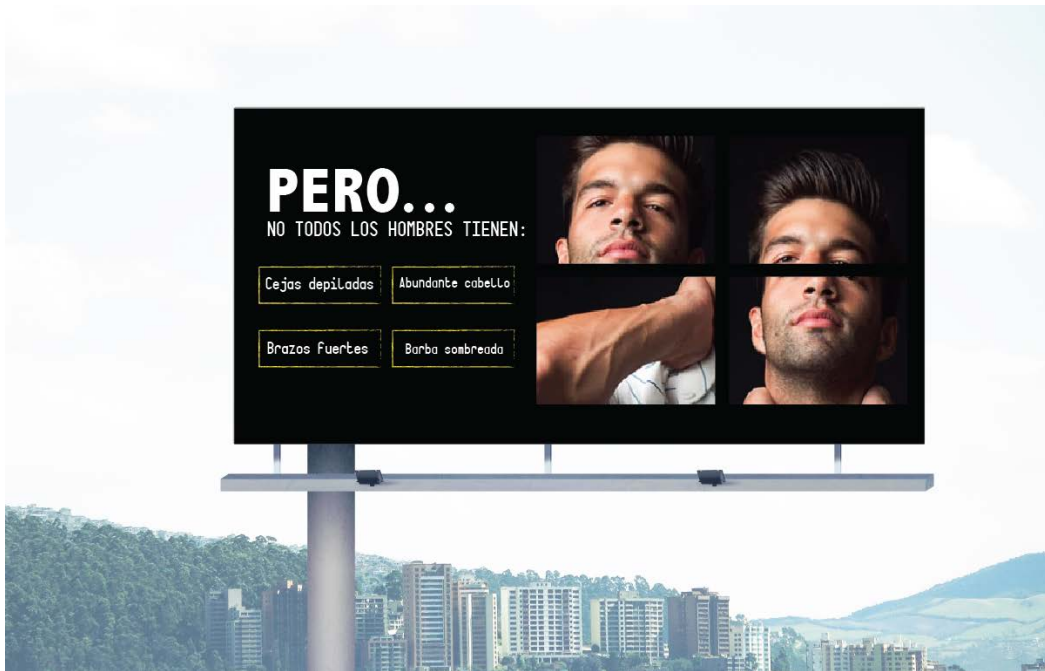 PERO...
NO TODOS LOS HOMBRES TIENEN:
Cejas depiladas
Abundante cabello
Brazos fuertes
Barba sombreada